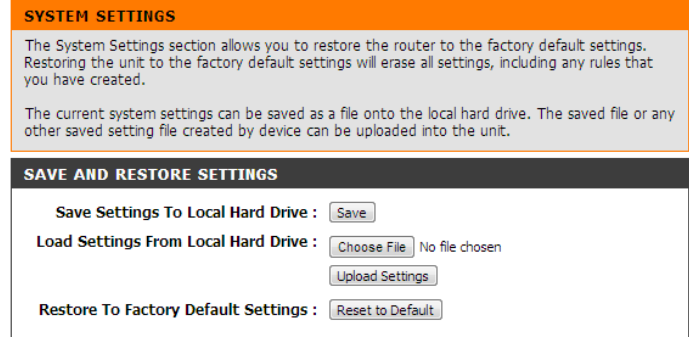 SYSTEM SETTINGS
The System Settings section allows you to restore the router to the factory default settings.
Restoring the unit to the factory default settings will erase all settings, including any rules that
you have created.
The current system settings can be saved as a file onto the local hard drive. The saved file or any
other saved setting file created by device can be uploaded into the unit.
SAVE AND RESTORE SETTINGS
Save Settings To Local Hard Drive : Save
Load Settings From Local Hard Drive : Choose File No file chosen
Upload Settings
Restore To Factory Default Settings : Reset to Default